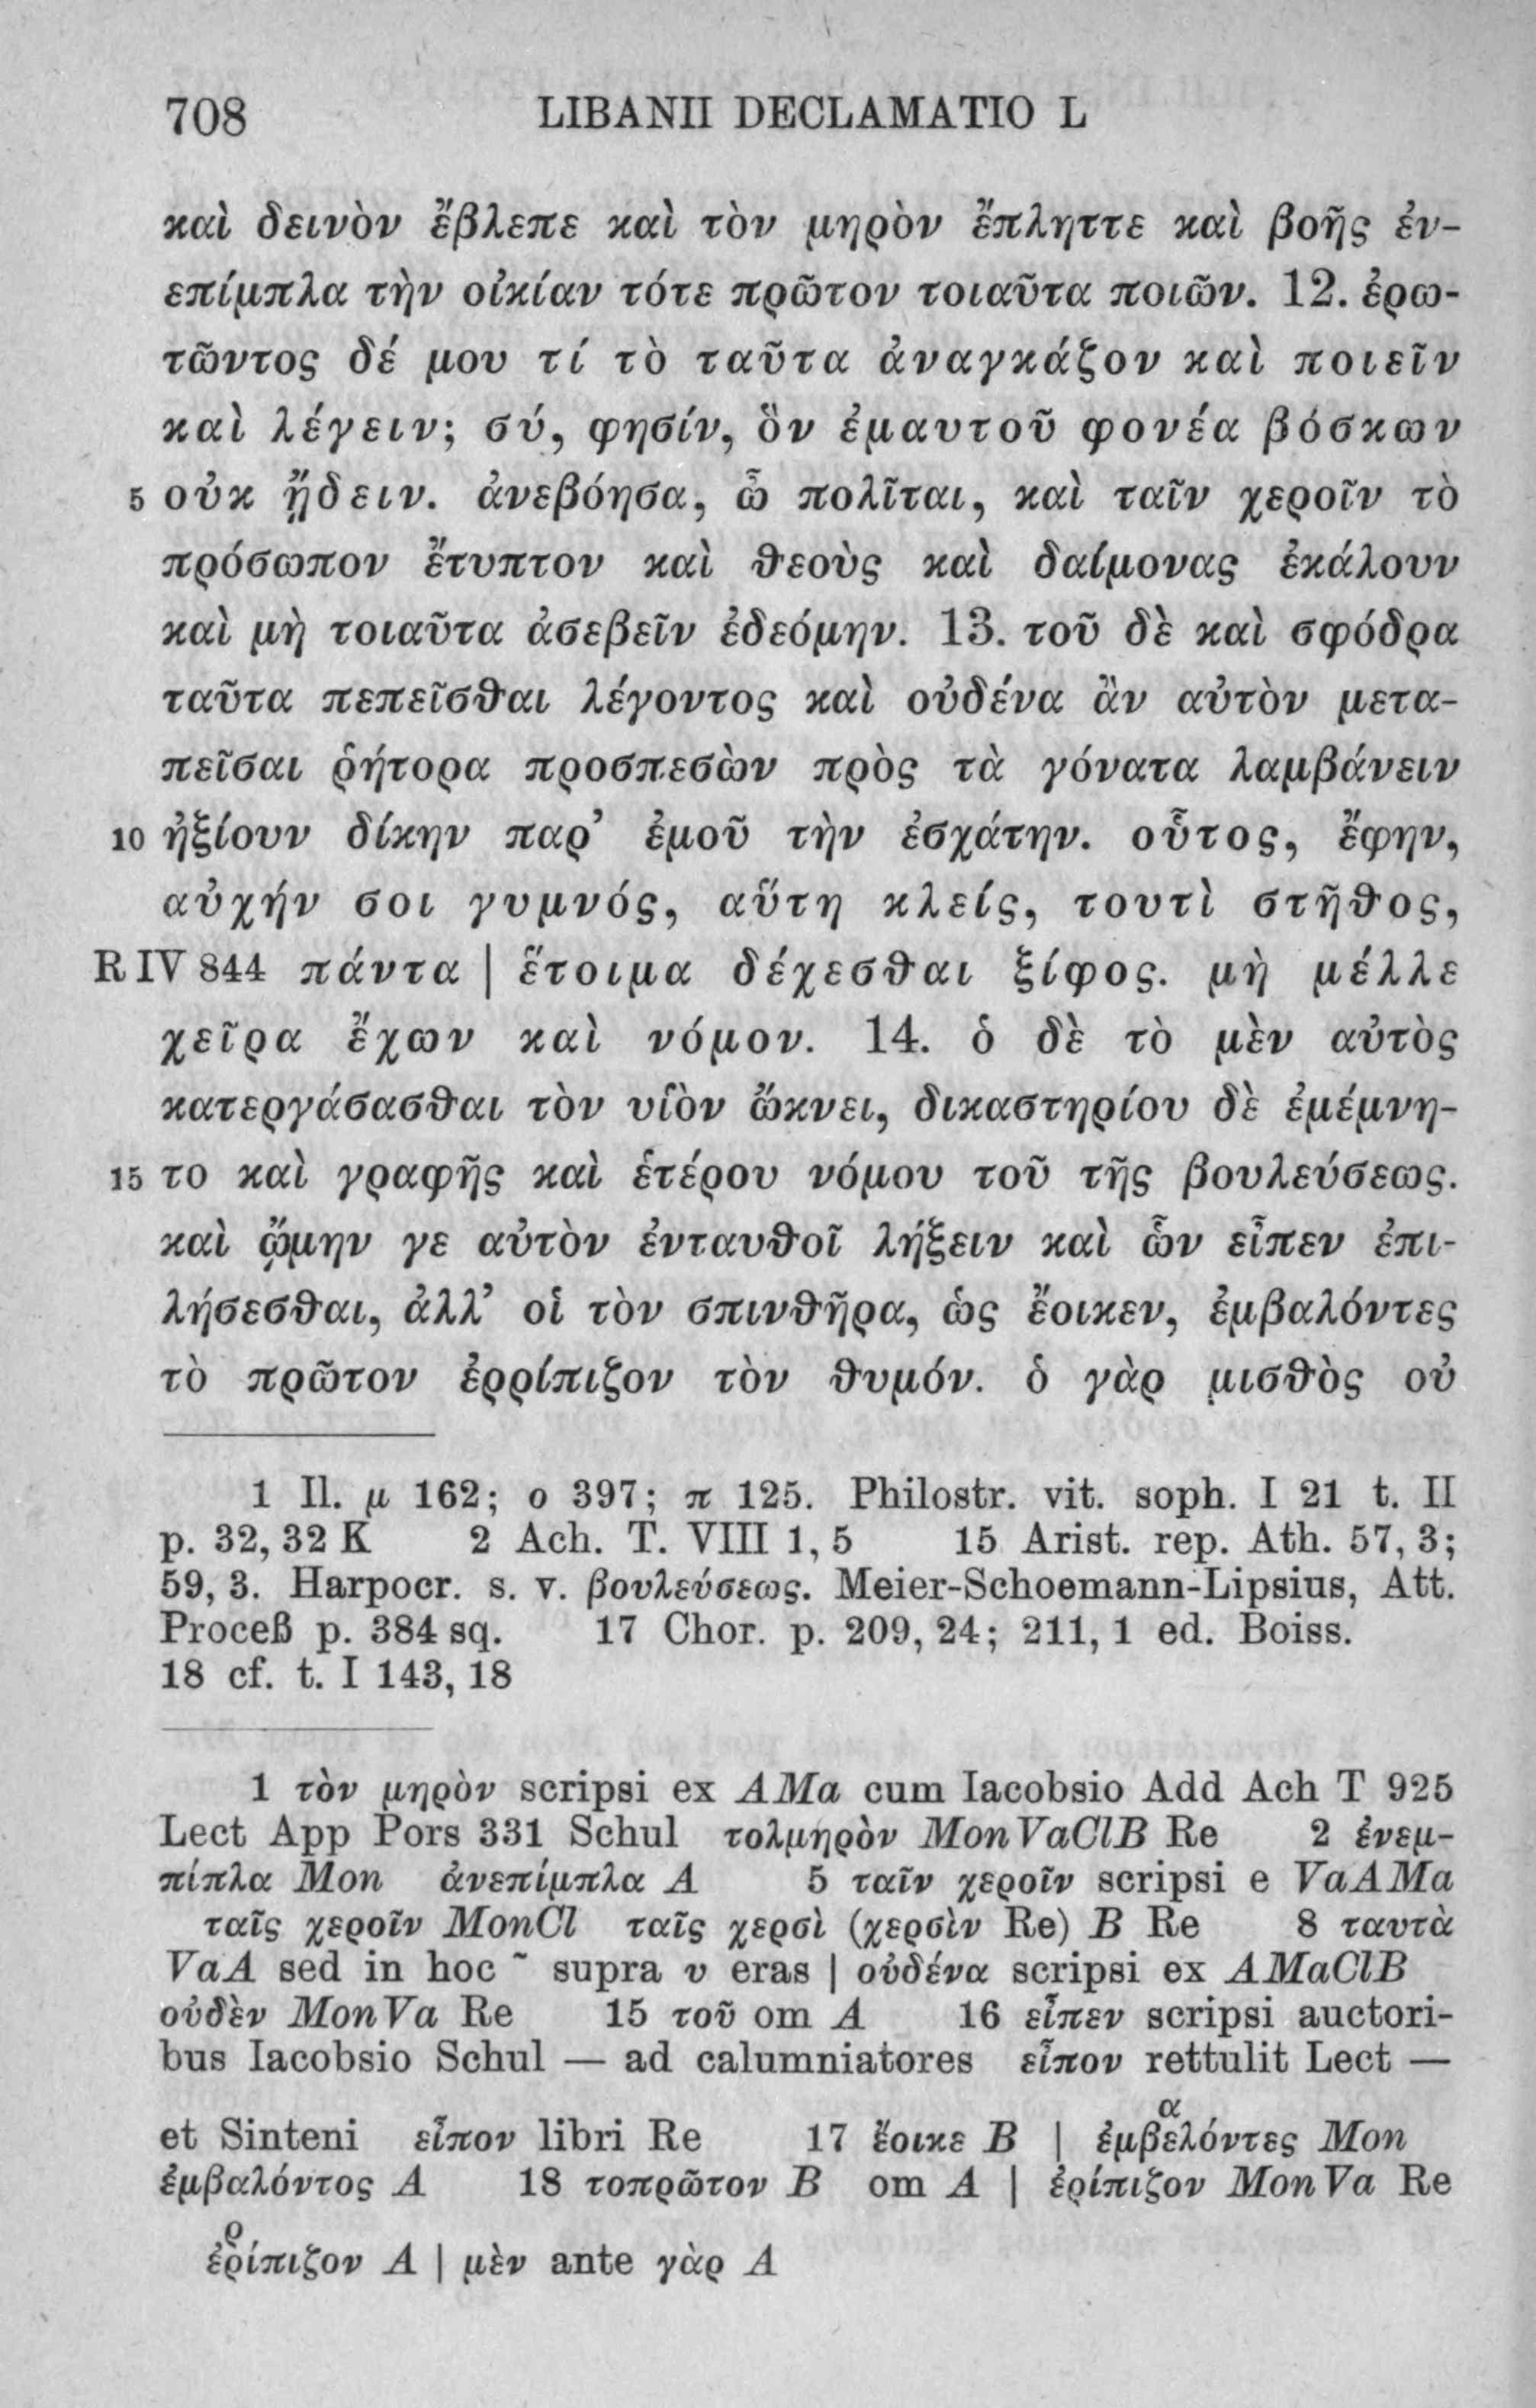 708 LIBANII DECLAMATIO L
καὶ δεινὸν ἔβλεπε καὶ τὸν μηρὸν ἔπληττε καὶ βοῆς ἐν-
επίμπλα τὴν οἰκίαν τότε πρῶτον τοιαῦτα ποιῶν. 12. ἐρω-
τῶντος δέ μου τί τὸ ταῦτα ἀναγκάζον καὶ ποιεῖν
καὶ λέγειν; σύ, φησίν, ὃν ἐμαυτοῦ φονέα βόσκων
5 οὐκ ᾔδειν. ἀνεβόησα, ὦ πολῖται, καὶ ταῖν χεροῖν τὸ
πρόσωπον ἔτυπτον καὶ θεοὺς καὶ δαίμονας ἐκάλουν
καὶ μὴ τοιαῦτα ἀσεβεῖν ἐδεόμην. 13. τοῦ δὲ καὶ σφόδρα
ταῦτα πεπεῖσθαι λέγοντος καὶ οὐδένα ἂν αὐτὸν μετα-
πεῖσαι ῥήτορα προσπεσὼν πρὸς τὰ γόνατα λαμβάνειν
10 ἠξίουν δίκην παρ’ ἐμοῦ τὴν ἐσχάτην. οὗτος, ἔφην,
αὐχήν σοι γυμνός, αὕτη κλείς, τουτὶ στῆθος,
R IV 844 πάντα | ἕτοιμα δέχεσθαι ξίφος. μὴ μέλλε
χεῖρα ἔχων καὶ νόμον. 14. ὁ δὲ τὸ μὲν αὐτὸς
κατεργάσασθαι τὸν υἱὸν ὤκνει, δικαστηρίου δὲ ἐμέμνη-
15 το καὶ γραφῆς καὶ ἑτέρου νόμου τοῦ τῆς βουλεύσεως.
καὶ ᾤμην γε αὐτὸν ἐνταυθοῖ λήξειν καὶ ὧν εἶπεν ἐπι-
λήσεσθαι, ἀλλ’ οἱ τὸν σπινθῆρα, ὡς ἔοικεν, ἐμβαλόντες
τὸ πρῶτον ἐρρίπιζον τὸν θυμόν. ὁ γὰρ μισθὸς οὐ
1 Il. μ 162; ο 397; π 125. Philostr. vit. soph. I 21 t. II
p. 32, 32 K 2 Ach. T. VIII 1, 5 15 Arist. rep. Ath. 57, 3;
59, 3. Harpocr. s. v. βουλεύσεως. Meier-Schoemann-Lipsius, Att.
Proceß p. 384 sq. 17 Chor. p. 209, 24; 211, 1 ed. Boiss.
18 cf. t. I 143, 18
1 τὸν μηρὸν scripsi ex AMa cum Iacobsio Add Ach T 925
Lect App Pors 331 Schul τολμηρὸν MonVaClB Re 2 ἐνεμ-
πίπλα Mon ἀνεπίμπλα A 5 ταῖν χεροῖν scripsi e VaAMa
ταῖς χεροῖν MonCl ταῖς χερσὶ (χερσὶν Re) B Re 8 ταυτὰ
VaA sed in hoc ῀ supra υ eras | οὐδένα scripsi ex AMaClB
οὐδὲν MonVa Re 15 τοῦ om A 16 εἶπεν scripsi auctori-
bus Iacobsio Schul — ad calumniatores εἶπον rettulit Lect —
et Sinteni εἶπον libri Re 17 ἔοικε B | ἐμβεαλόντες Mon
ἐμβαλόντος A 18 τοπρῶτον B om A | ἐρίπιζον MonVa Re
ἐρρίπιζον A | μὲν ante γὰρ A